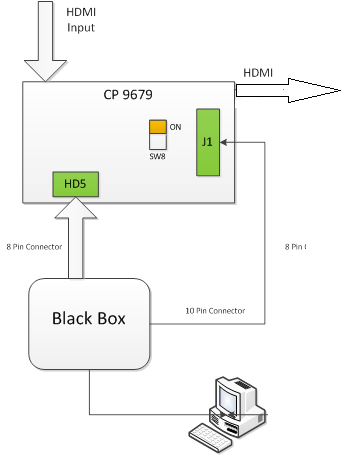 HDMI
Input
HDMI
CP 9679
ON
J1
SW8
HD5
8 Pin Connector
8 Pin
Black Box
10 Pin Connector